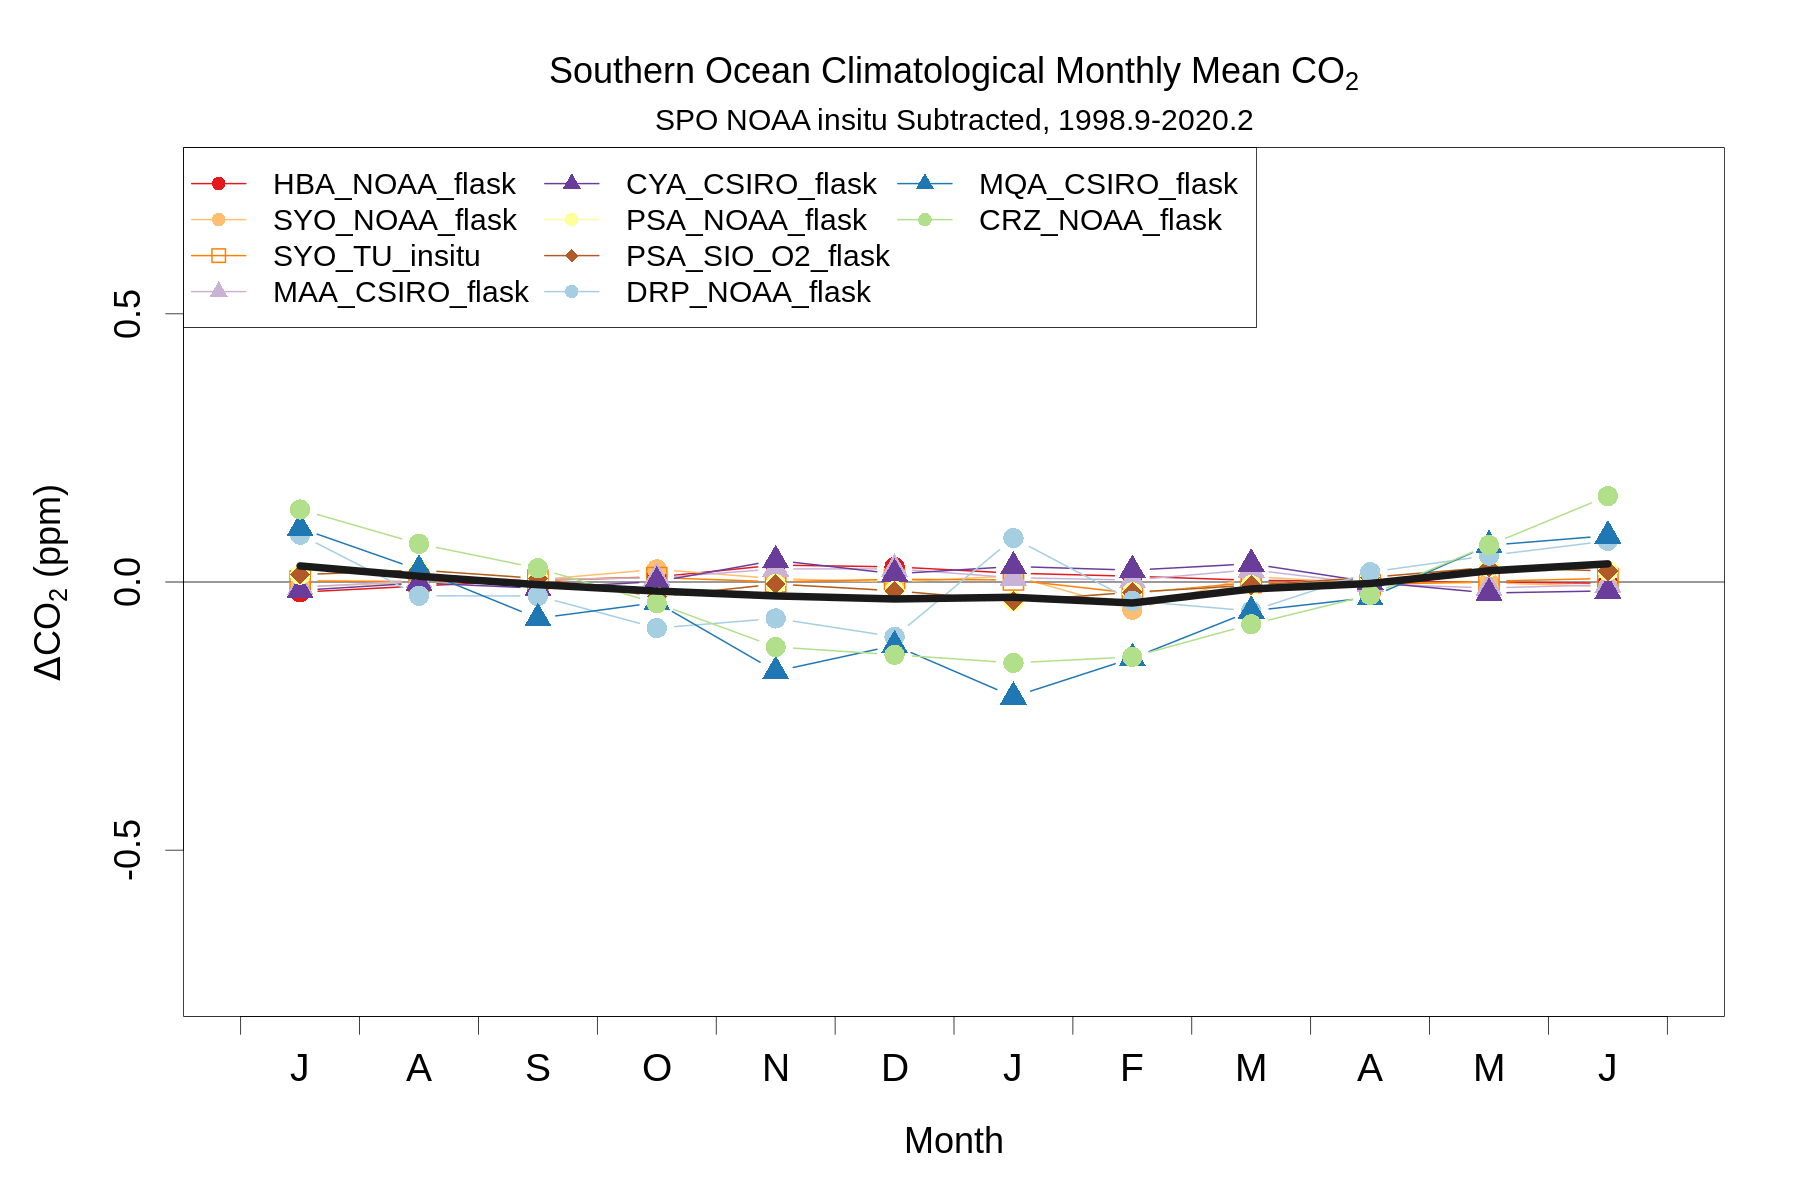 Southern Ocean Climatological Monthly Mean CO₂
SPO NOAA insitu Subtracted, 1998.9-2020.2
HBA_NOAA_flask
SYO_NOAA_flask
SYO_TU_insitu
MAA_CSIRO_flask
CYA_CSIRO_flask
PSA_NOAA_flask
PSA_SIO_O2_flask
DRP_NOAA_flask
MQA_CSIRO_flask
CRZ_NOAA_flask
ΔCO₂ (ppm)
0.5
0.0
-0.5
J A S O N D J F M A M J
Month